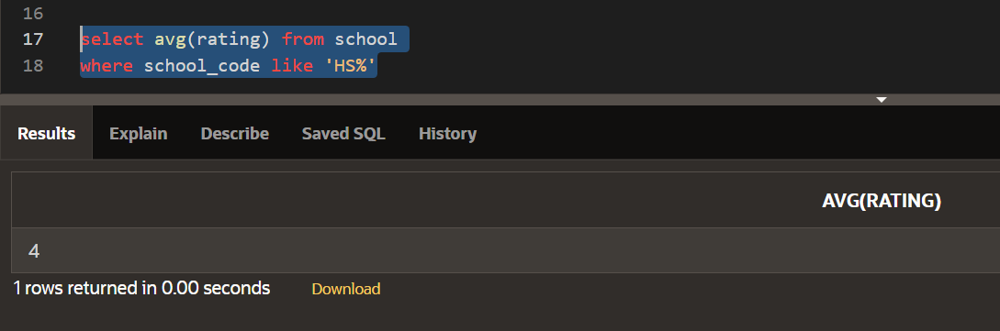 16
17 select avg(rating) from school
18 where school_code like 'HS%'
Results Explain Describe Saved SQL History
AVG(RATING)
4
1 rows returned in 0.00 seconds Download